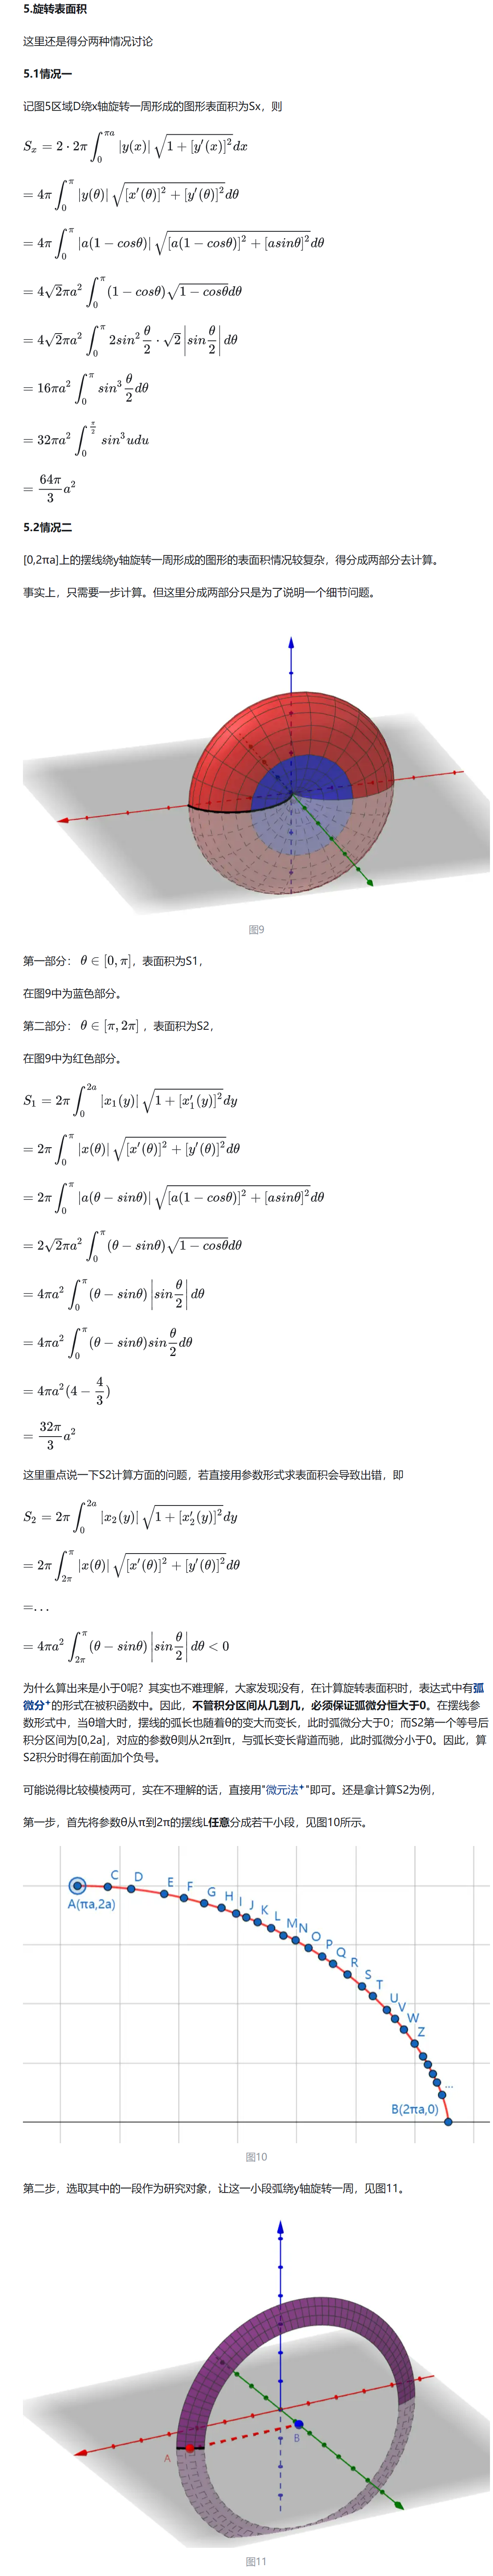 5.旋转表面积
这里还是得分两种情况讨论
5.1情况一
记图5区域D绕x轴旋转一周形成的图形表面积为Sx，则
$S_x = 2 \cdot 2\pi \int_0^{\pi a} |y(x)| \sqrt{1 + [y'(x)]^2} dx$
$= 4\pi \int_0^{\pi} |y(\theta)| \sqrt{[x'(\theta)]^2 + [y'(\theta)]^2} d\theta$
$= 4\pi \int_0^{\pi} |a(1 - cos\theta)| \sqrt{[a(1 - cos\theta)]^2 + [asin\theta]^2} d\theta$
$= 4\sqrt{2}\pi a^2 \int_0^{\pi} (1 - cos\theta) \sqrt{1 - cos\theta} d\theta$
$= 4\sqrt{2}\pi a^2 \int_0^{\pi} 2sin^2 \frac{\theta}{2} \cdot \sqrt{2} \left| sin\frac{\theta}{2} \right| d\theta$
$= 16\pi a^2 \int_0^{\pi} sin^3 \frac{\theta}{2} d\theta$
$= 32\pi a^2 \int_0^{\frac{\pi}{2}} sin^3 u du$
$= \frac{64\pi}{3} a^2$
5.2情况二
[0,2πa]上的摆线绕y轴旋转一周形成的图形的表面积情况较复杂，得分成两部分去计算。
事实上，只需要一步计算。但这里分成两部分只是为了说明一个细节问题。
图9
第一部分： $\theta \in [0, \pi]$，表面积为S1，
在图9中为蓝色部分。
第二部分： $\theta \in [\pi, 2\pi]$ ，表面积为S2，
在图9中为红色部分。
$S_1 = 2\pi \int_0^{2a} |x_1(y)| \sqrt{1 + [x_1'(y)]^2} dy$
$= 2\pi \int_0^{\pi} |x(\theta)| \sqrt{[x'(\theta)]^2 + [y'(\theta)]^2} d\theta$
$= 2\pi \int_0^{\pi} |a(\theta - sin\theta)| \sqrt{[a(1 - cos\theta)]^2 + [asin\theta]^2} d\theta$
$= 2\sqrt{2}\pi a^2 \int_0^{\pi} (\theta - sin\theta) \sqrt{1 - cos\theta} d\theta$
$= 4\pi a^2 \int_0^{\pi} (\theta - sin\theta) \left| sin\frac{\theta}{2} \right| d\theta$
$= 4\pi a^2 \int_0^{\pi} (\theta - sin\theta) sin\frac{\theta}{2} d\theta$
$= 4\pi a^2 (4 - \frac{4}{3})$
$= \frac{32\pi}{3} a^2$
这里重点说一下S2计算方面的问题，若直接用参数形式求表面积会导致出错，即
$S_2 = 2\pi \int_0^{2a} |x_2(y)| \sqrt{1 + [x_2'(y)]^2} dy$
$= 2\pi \int_{2\pi}^{\pi} |x(\theta)| \sqrt{[x'(\theta)]^2 + [y'(\theta)]^2} d\theta$
=...
$= 4\pi a^2 \int_{2\pi}^{\pi} (\theta - sin\theta) \left| sin\frac{\theta}{2} \right| d\theta < 0$
为什么算出来是小于0呢？其实也不难理解，大家发现没有，在计算旋转表面积时，表达式中有弧
微分的形式在被积函数中。因此，不管积分区间从几到几，必须保证弧微分恒大于0。在摆线参
数形式中，当θ增大时，摆线的弧长也随着θ的变大而变长，此时弧微分大于0；而S2第一个等号后
积分区间为[0,2a]，对应的参数θ则从2π到π，与弧长变长背道而驰，此时弧微分小于0。因此，算
S2积分时得在前面加个负号。
可能说得比较模棱两可，实在不理解的话，直接用"微元法"即可。还是拿计算S2为例，
第一步，首先将参数θ从π到2π的摆线L任意分成若干小段，见图10所示。
A(πa,2a) C D E F G H I J K L M N O P Q R S T U V W Z ...
B(2πa,0)
图10
第二步，选取其中的一段作为研究对象，让这一小段弧绕y轴旋转一周，见图11。
A B
图11